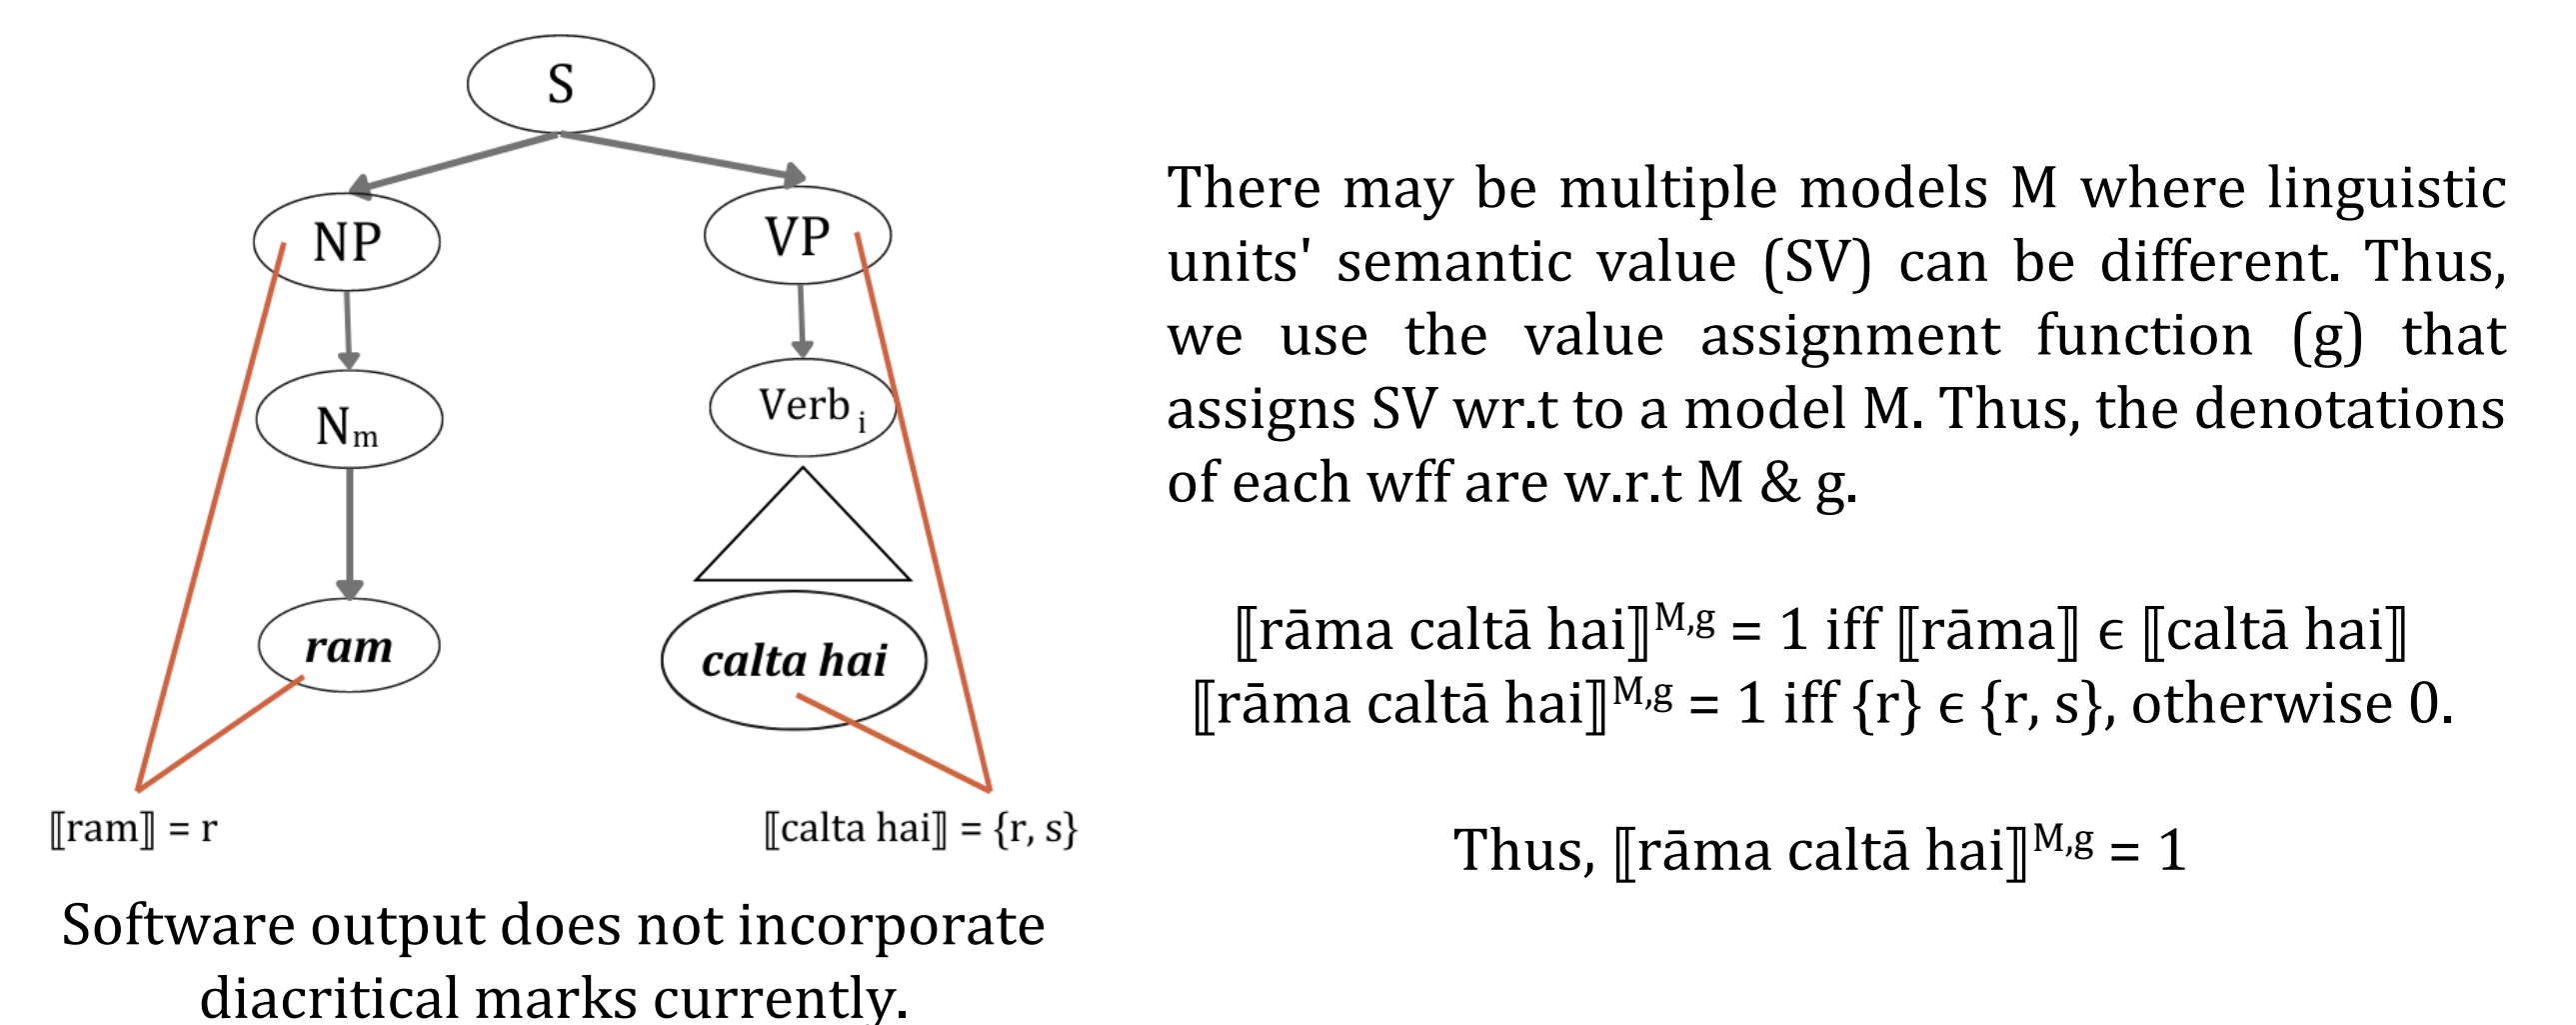 S
NP
VP
Nm
Verb i
ram
calta hai
⟦ram⟧ = r
⟦calta hai⟧ = {r, s}
Software output does not incorporate
diacritical marks currently.
There may be multiple models M where linguistic
units' semantic value (SV) can be different. Thus,
we use the value assignment function (g) that
assigns SV wr.t to a model M. Thus, the denotations
of each wff are w.r.t M & g.
⟦rāma caltā hai⟧M,g = 1 iff ⟦rāma⟧ ϵ ⟦caltā hai⟧
⟦rāma caltā hai⟧M,g = 1 iff {r} ϵ {r, s}, otherwise 0.
Thus, ⟦rāma caltā hai⟧M,g = 1